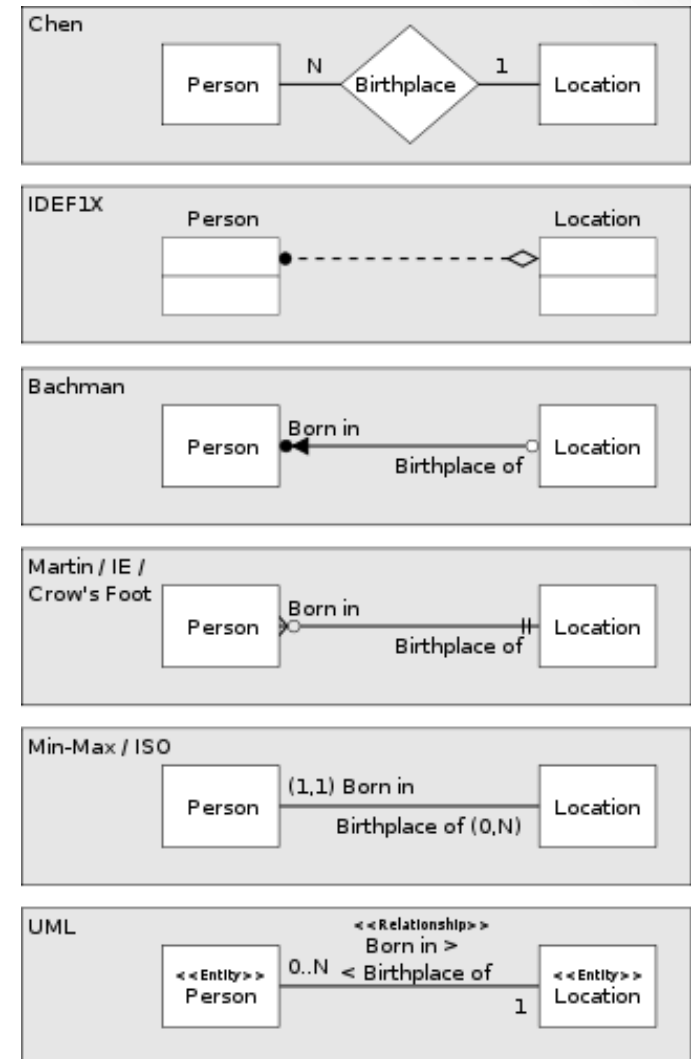 Chen
Person
N
Birthplace
1
Location
IDEF1X
Person
Location
Bachman
Person
Born in
Birthplace of
Location
Martin / IE /
Crow's Foot
Person
Born in
Birthplace of
Location
Min-Max / ISO
Person
(1,1) Born in
Birthplace of (0,N)
Location
UML
<<Entity>>
Person
0..N
<<Relationship>>
Born in >
< Birthplace of
1
<<Entity>>
Location